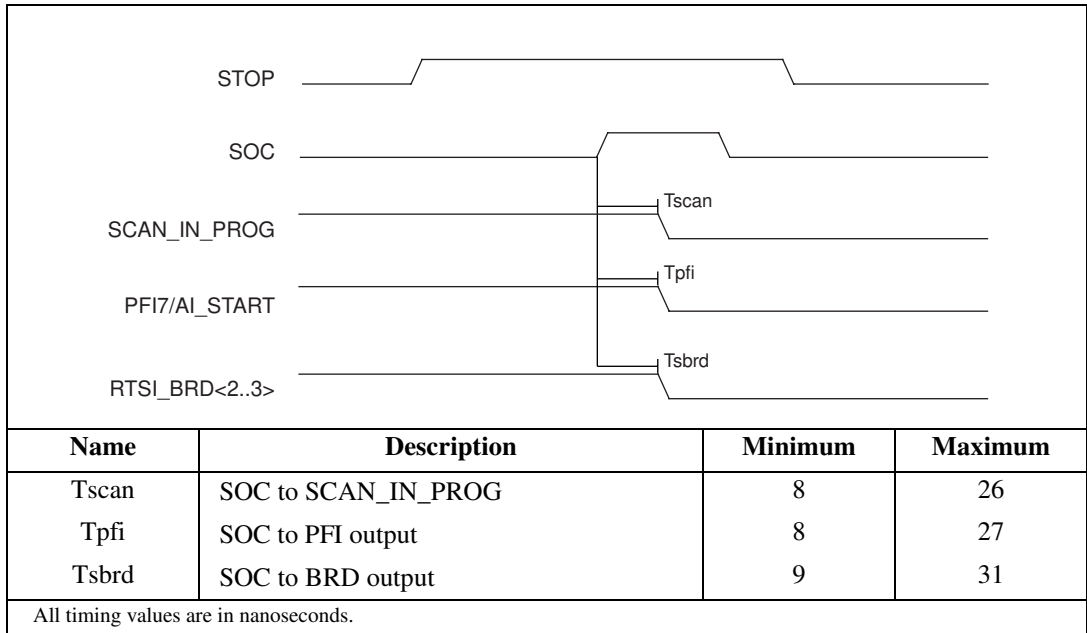 STOP
SOC
Tscan
SCAN_IN_PROG
Tpfi
PFI7/AI_START
Tsbrd
RTSI_BRD<2..3>
Name Description Minimum Maximum
Tscan SOC to SCAN_IN_PROG 8 26
Tpfi SOC to PFI output 8 27
Tsbrd SOC to BRD output 9 31
All timing values are in nanoseconds.